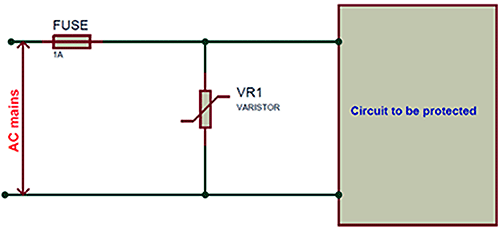 FUSE
1A
AC mains
VR1
VARISTOR
Circuit to be protected